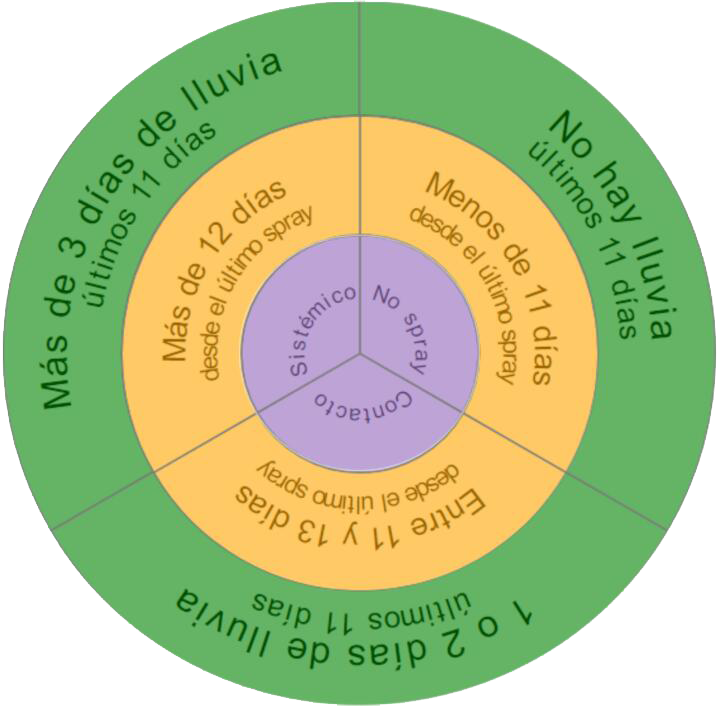 Más de 3 días de lluvia
últimos 11 días
No hay lluvia
últimos 11 días
1 o 2 días de lluvia
últimos 11 días
Más de 12 días
desde el último spray
Menos de 11 días
desde el último spray
Entre 11 y 13 días
desde el último spray
Sistémico
No spray
Contacto